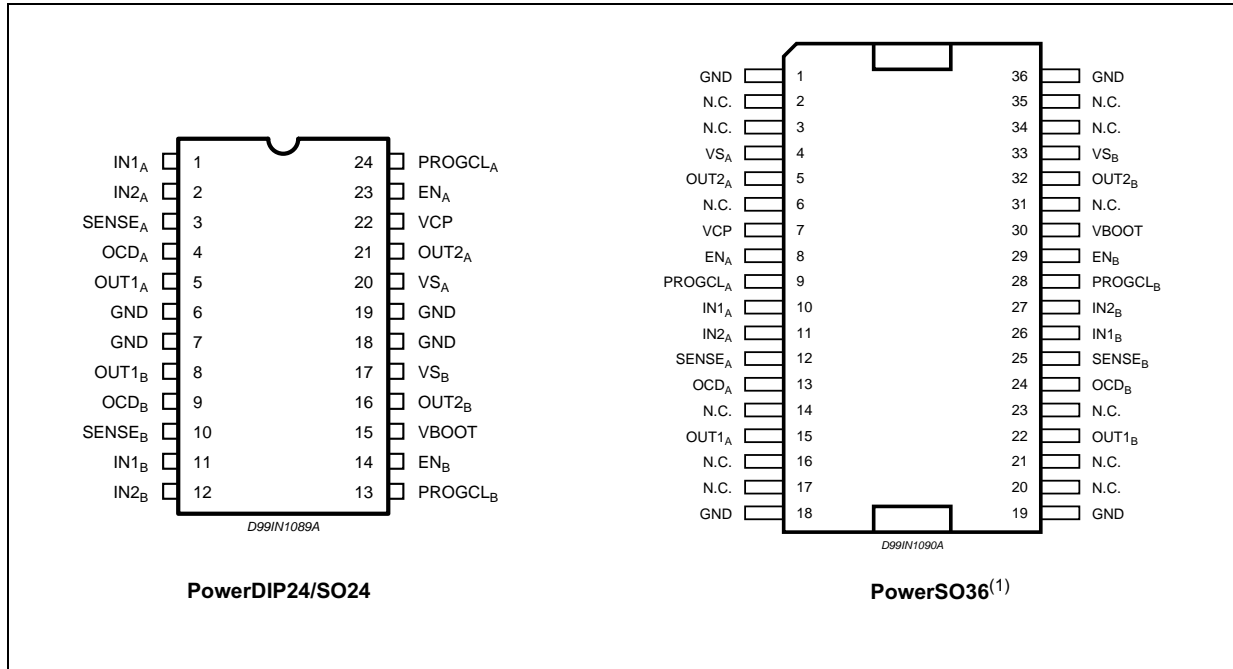 IN1A 1 24 PROGCLA
IN2A 2 23 ENA
SENSEA 3 22 VCP
OCDA 4 21 OUT2A
OUT1A 5 20 VSA
GND 6 19 GND
GND 7 18 GND
OUT1B 8 17 VSB
OCDB 9 16 OUT2B
SENSEB 10 15 VBOOT
IN1B 11 14 ENB
IN2B 12 13 PROGCLB
D99IN1089A
PowerDIP24/SO24
GND 1 36 GND
N.C. 2 35 N.C.
N.C. 3 34 N.C.
VSA 4 33 VSB
OUT2A 5 32 OUT2B
N.C. 6 31 N.C.
VCP 7 30 VBOOT
ENA 8 29 ENB
PROGCLA 9 28 PROGCLB
IN1A 10 27 IN2B
IN2A 11 26 IN1B
SENSEA 12 25 SENSEB
OCDA 13 24 OCDB
N.C. 14 23 N.C.
OUT1A 15 22 OUT1B
N.C. 16 21 N.C.
N.C. 17 20 N.C.
GND 18 19 GND
D99IN1090A
PowerSO36(1)